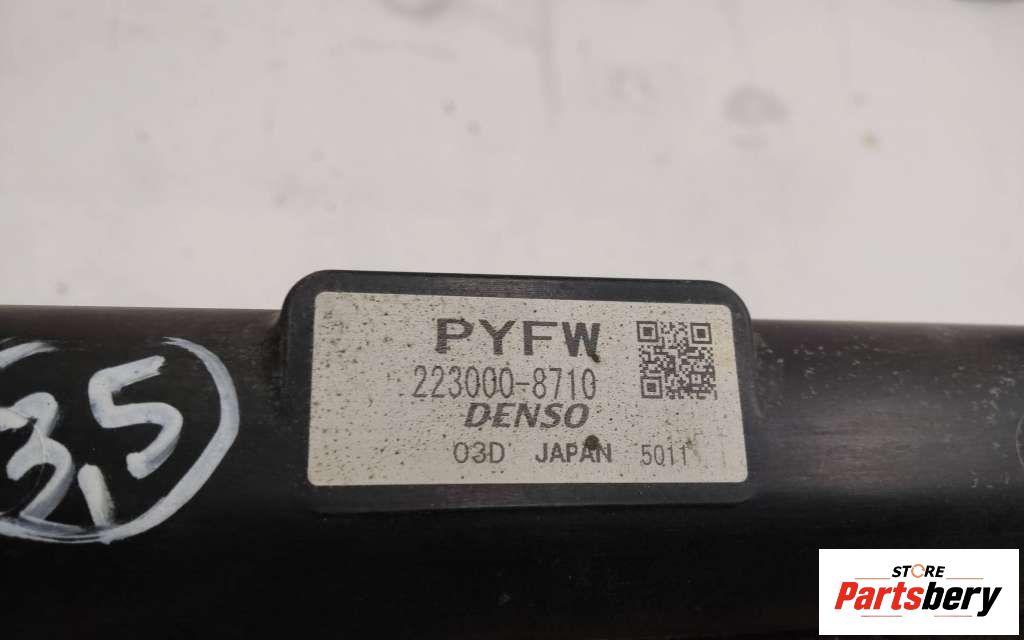 PYFW
223000-8710
DENSO
03D JAPAN 5011
3,5
STORE
Partsbery